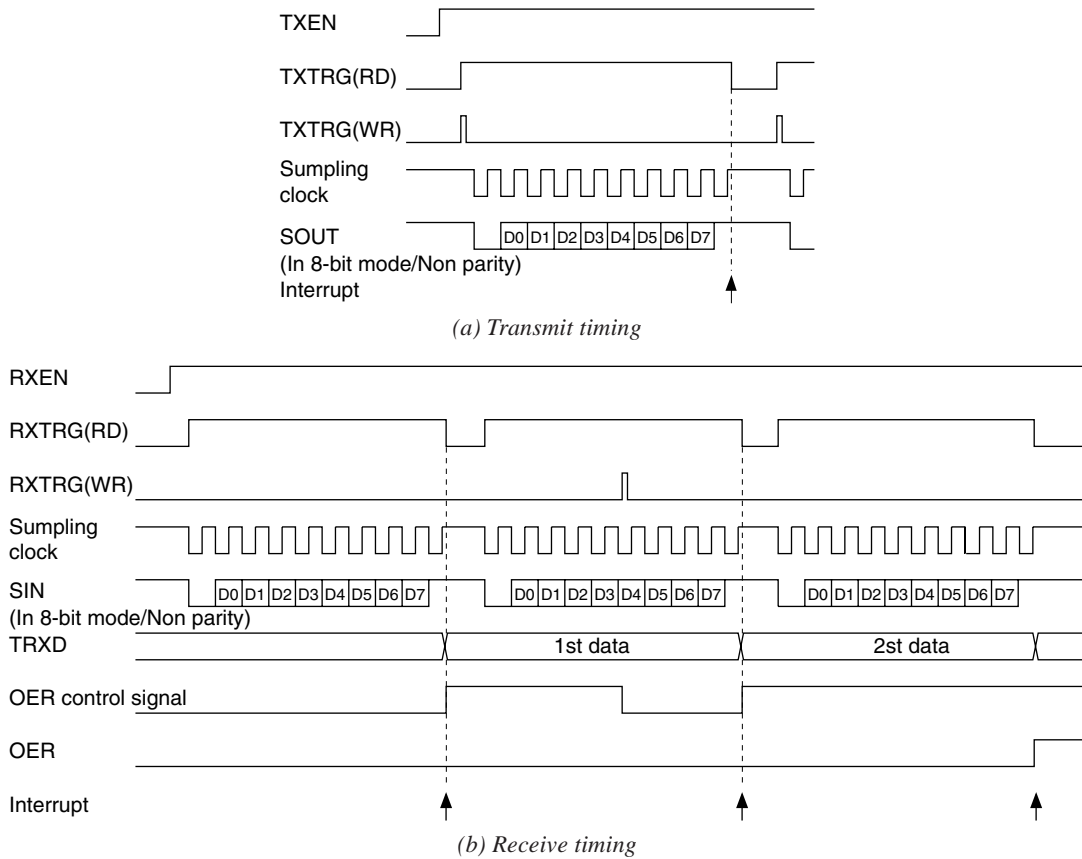 TXEN
TXTRG(RD)
TXTRG(WR)
Sumpling
clock
SOUT
D0 D1 D2 D3 D4 D5 D6 D7
(In 8-bit mode/Non parity)
Interrupt
(a) Transmit timing
RXEN
RXTRG(RD)
RXTRG(WR)
Sumpling
clock
SIN
D0 D1 D2 D3 D4 D5 D6 D7 D0 D1 D2 D3 D4 D5 D6 D7 D0 D1 D2 D3 D4 D5 D6 D7
(In 8-bit mode/Non parity)
TRXD 1st data 2st data
OER control signal
OER
Interrupt
(b) Receive timing